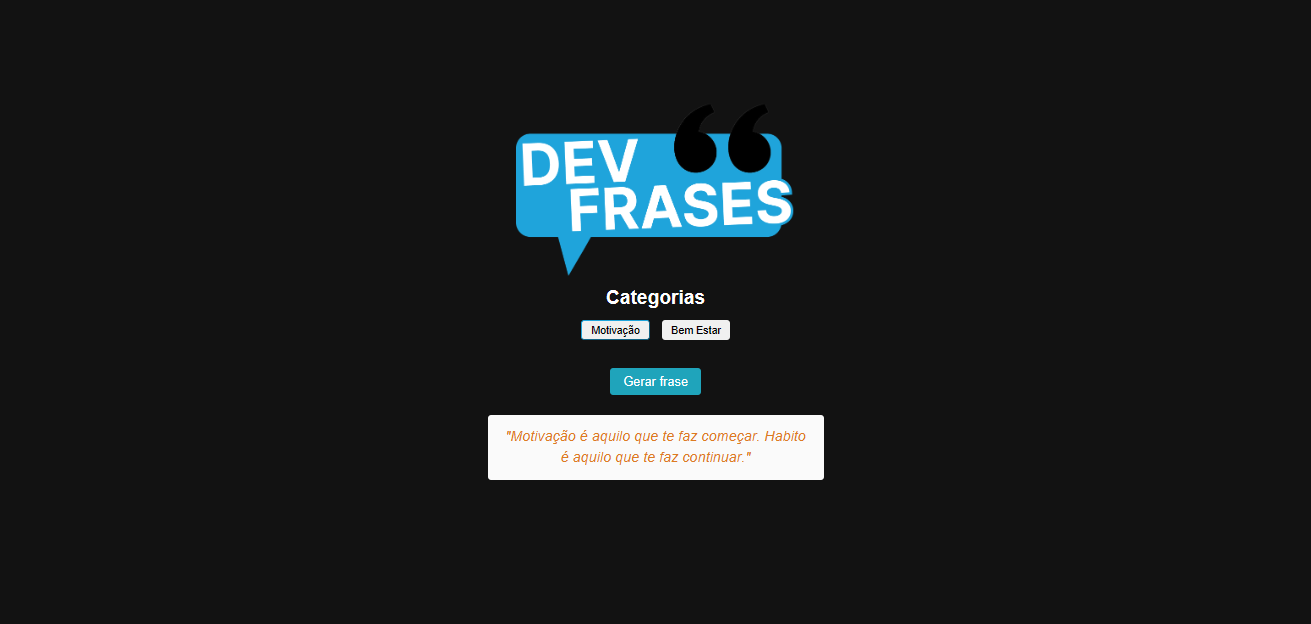 DEV
FRASES
Categorias
Motivação Bem Estar
Gerar frase
"Motivação é aquilo que te faz começar. Habito
é aquilo que te faz continuar."